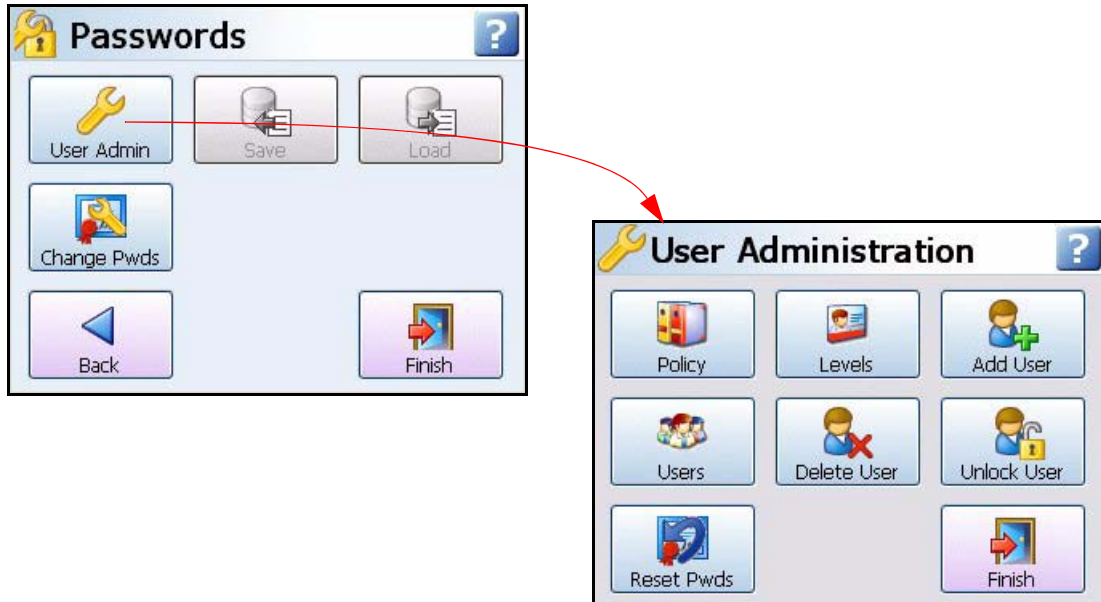 Passwords
?
User Admin
Save
Load
Change Pwds
Back
Finish
User Administration
?
Policy
Levels
Add User
Users
Delete User
Unlock User
Reset Pwds
Finish